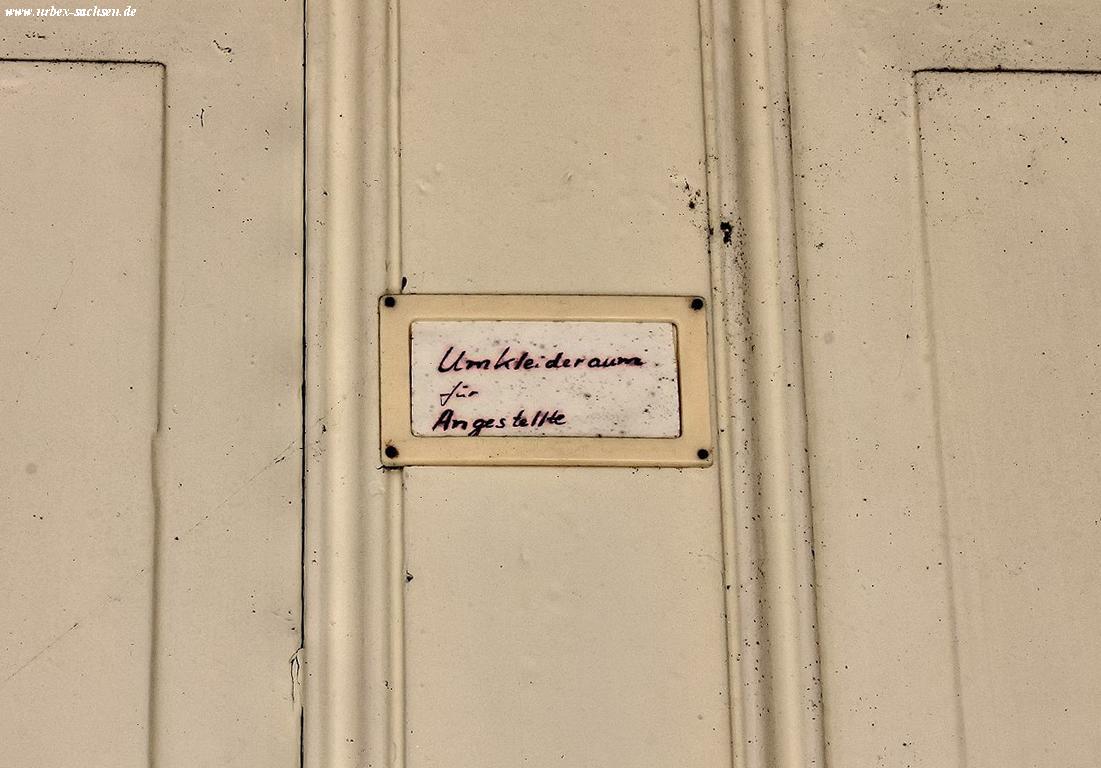 www.urbex-sachsen.de
Umkleideraum
für
Angestellte